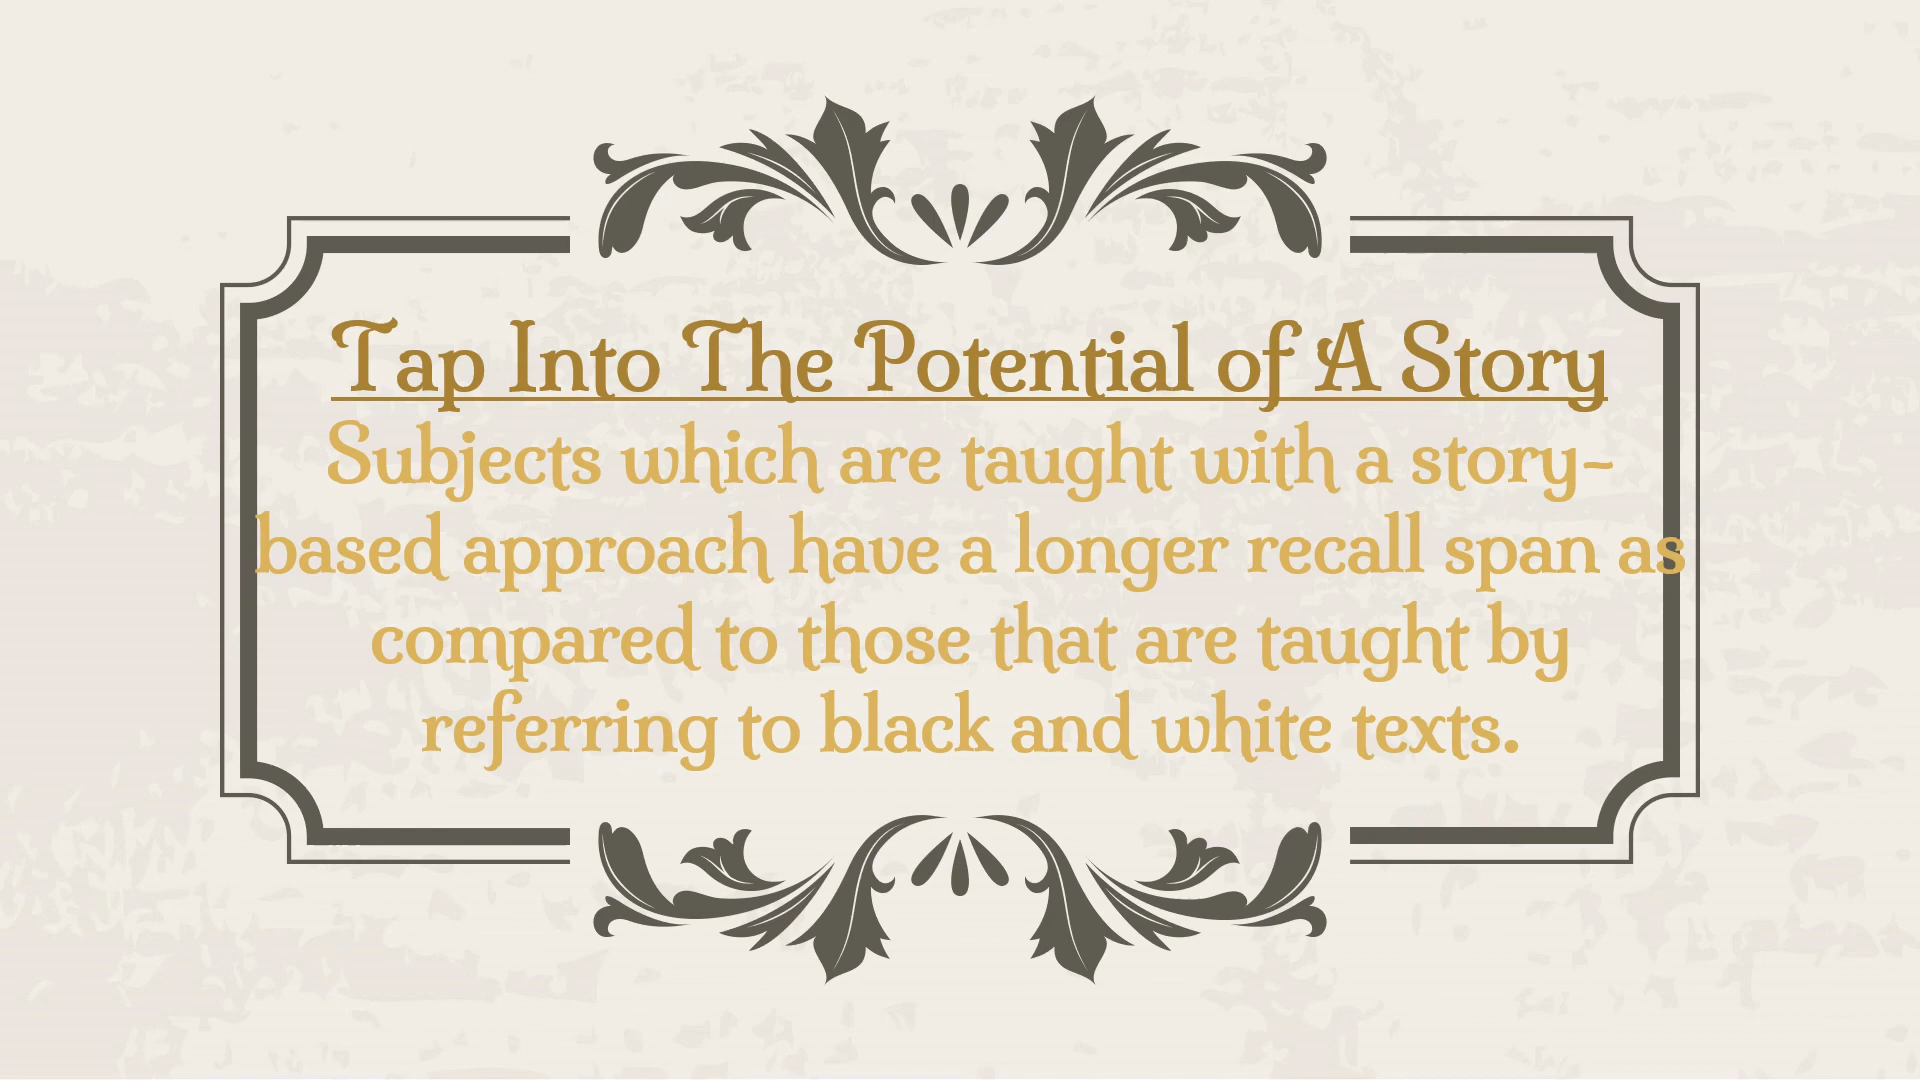 Tap Into The Potential of A Story
Subjects which are taught with a story-
based approach have a longer recall span as
compared to those that are taught by
referring to black and white texts.